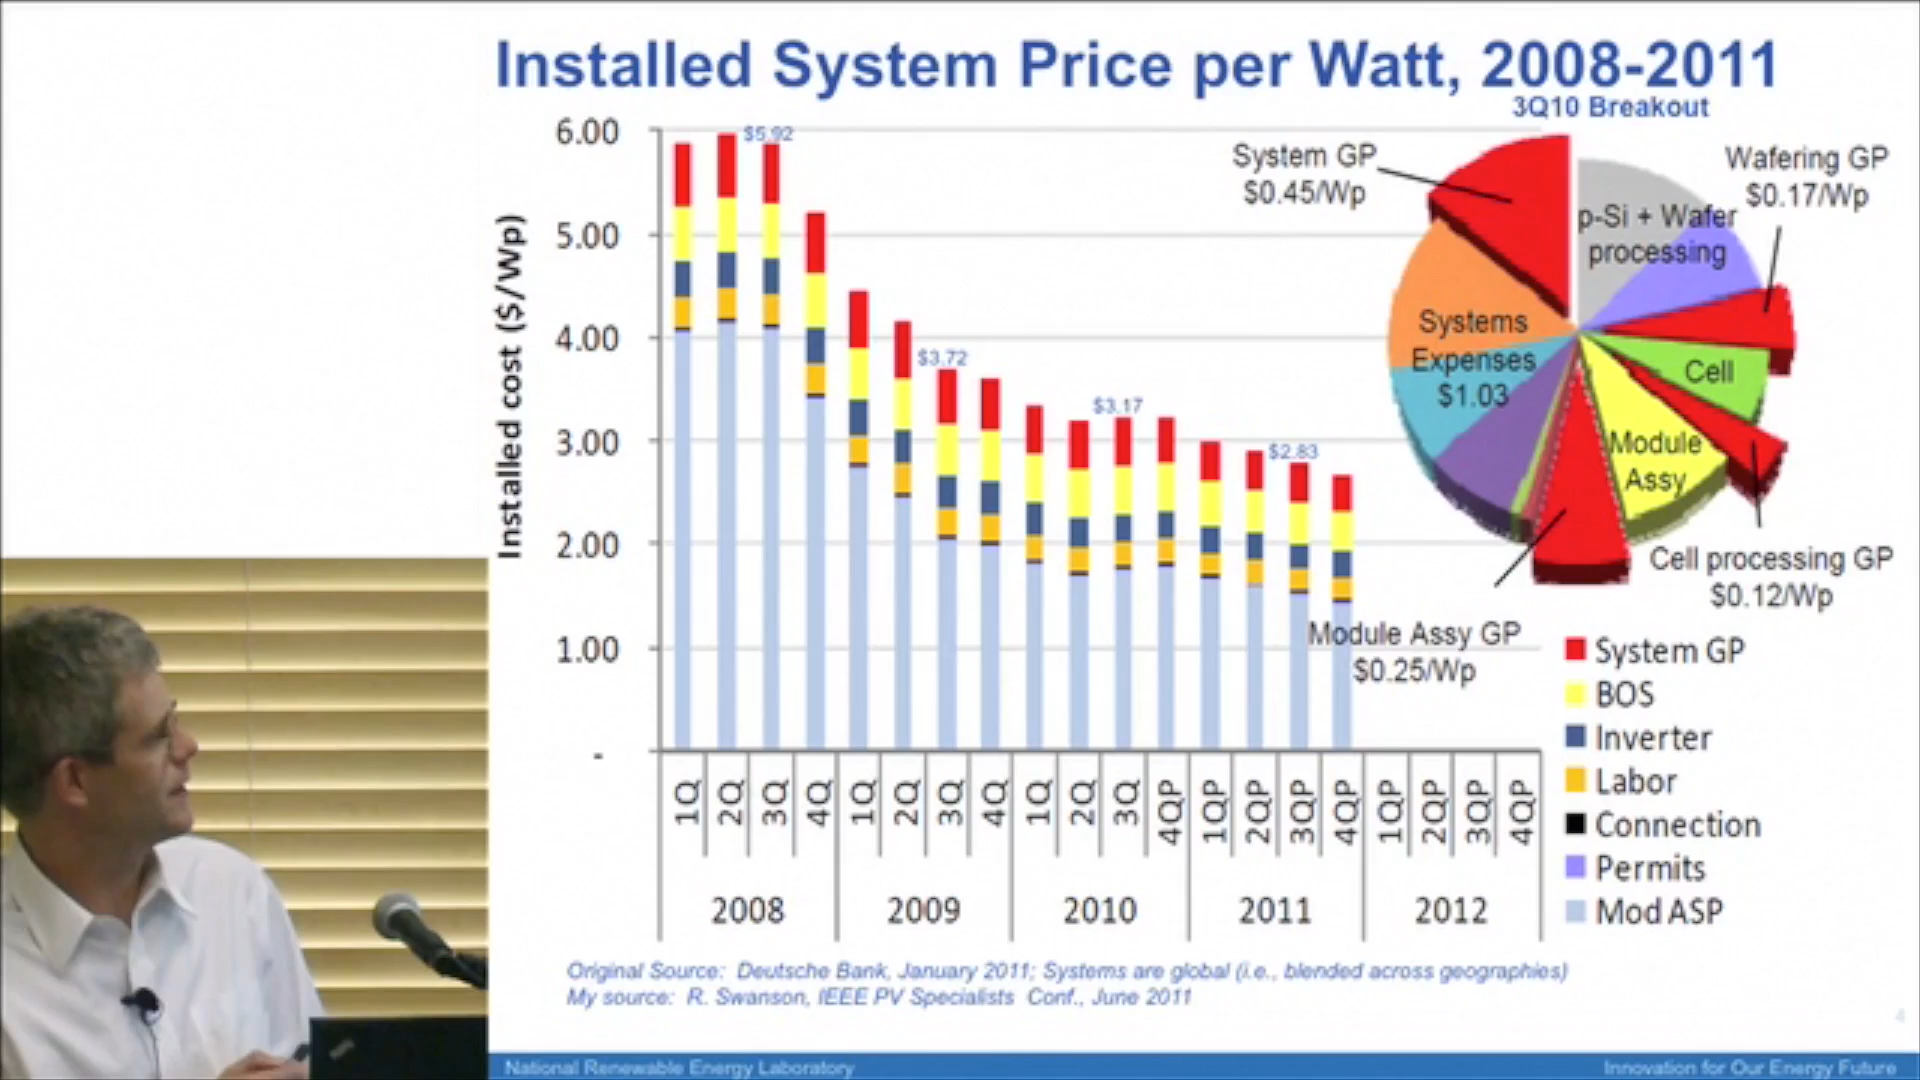 Installed System Price per Watt, 2008-2011
3Q10 Breakout
6.00
5.00
4.00
3.00
2.00
1.00
-
Installed cost ($/Wp)
$5.92
$3.72
$3.17
$2.83
System GP
$0.45/Wp
Wafering GP
$0.17/Wp
p-Si + Wafer
processing
Systems
Expenses
$1.03
Cell
Module
Assy
Cell processing GP
$0.12/Wp
Module Assy GP
$0.25/Wp
System GP
BOS
Inverter
Labor
Connection
Permits
Mod ASP
1Q 2Q 3Q 4Q 1Q 2Q 3Q 4Q 1Q 2Q 3Q 4QP 1QP 2QP 3QP 4QP 1QP 2QP 3QP 4QP
2008 2009 2010 2011 2012
Original Source: Deutsche Bank, January 2011; Systems are global (i.e., blended across geographies)
My source: R. Swanson, IEEE PV Specialists Conf., June 2011
4
National Renewable Energy Laboratory
Innovation for Our Energy Future